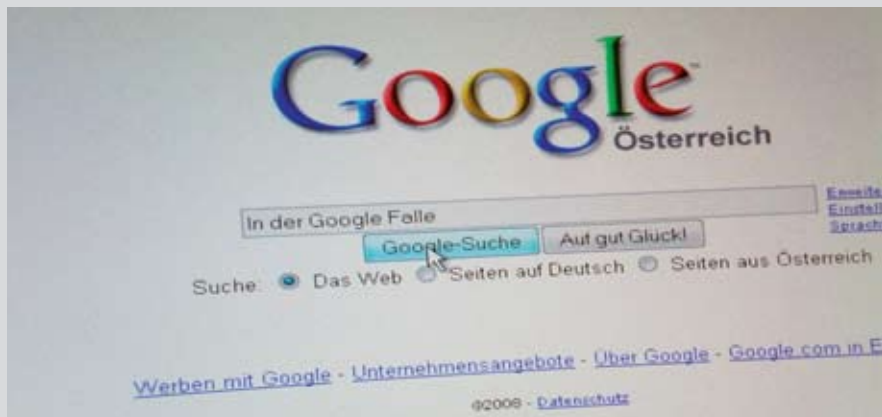 Google™
Österreich
In der Google Falle
Google-Suche Auf gut Glück!
Suche: Das Web Seiten auf Deutsch Seiten aus Österreich
Werben mit Google - Unternehmensangebote - Über Google - Google.com in E
©2008 - Datenschutz